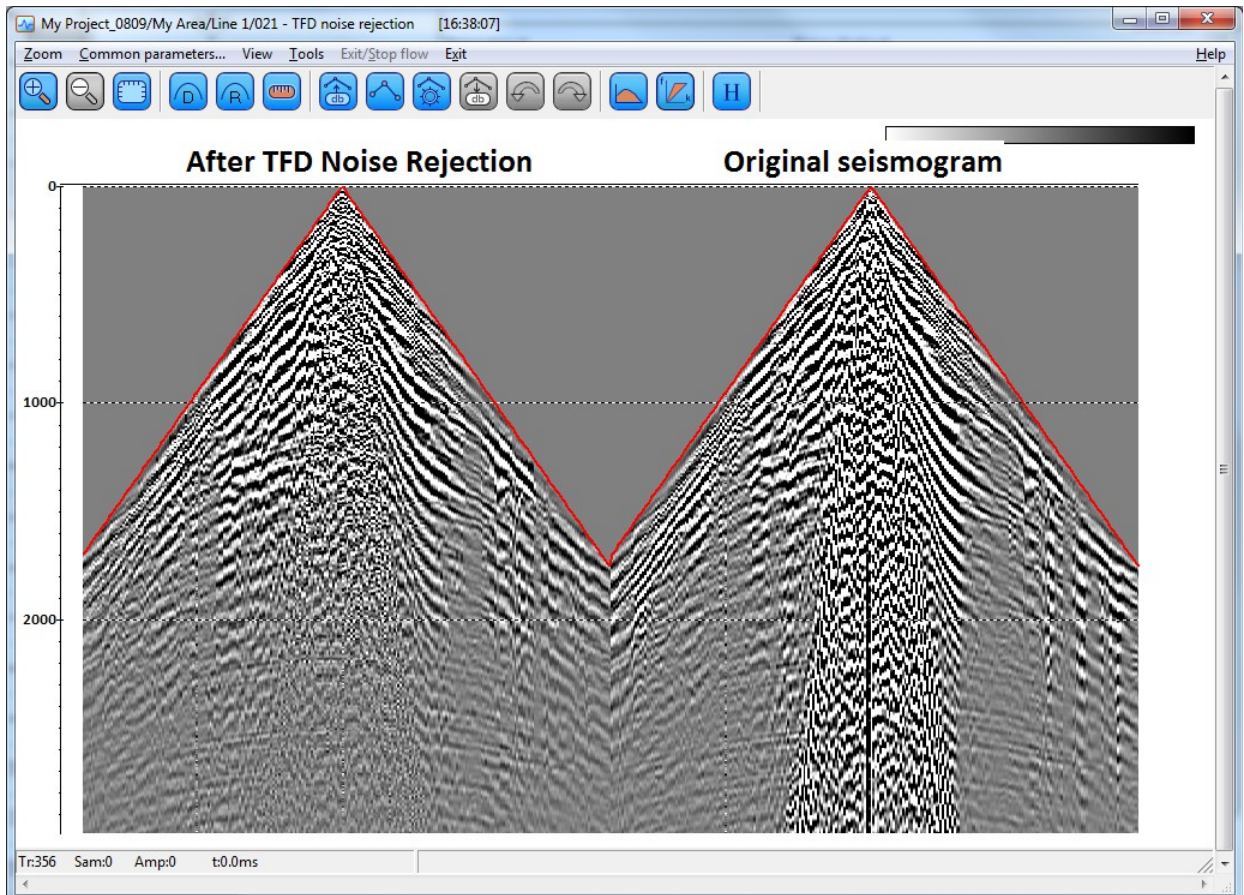 My Project_0809/My Area/Line 1/021 - TFD noise rejection [16:38:07]
Zoom Common parameters... View Tools Exit/Stop flow Exit Help
D R db db f k H
After TFD Noise Rejection Original seismogram
0
1000
2000
Tr:356 Sam:0 Amp:0 t:0.0ms